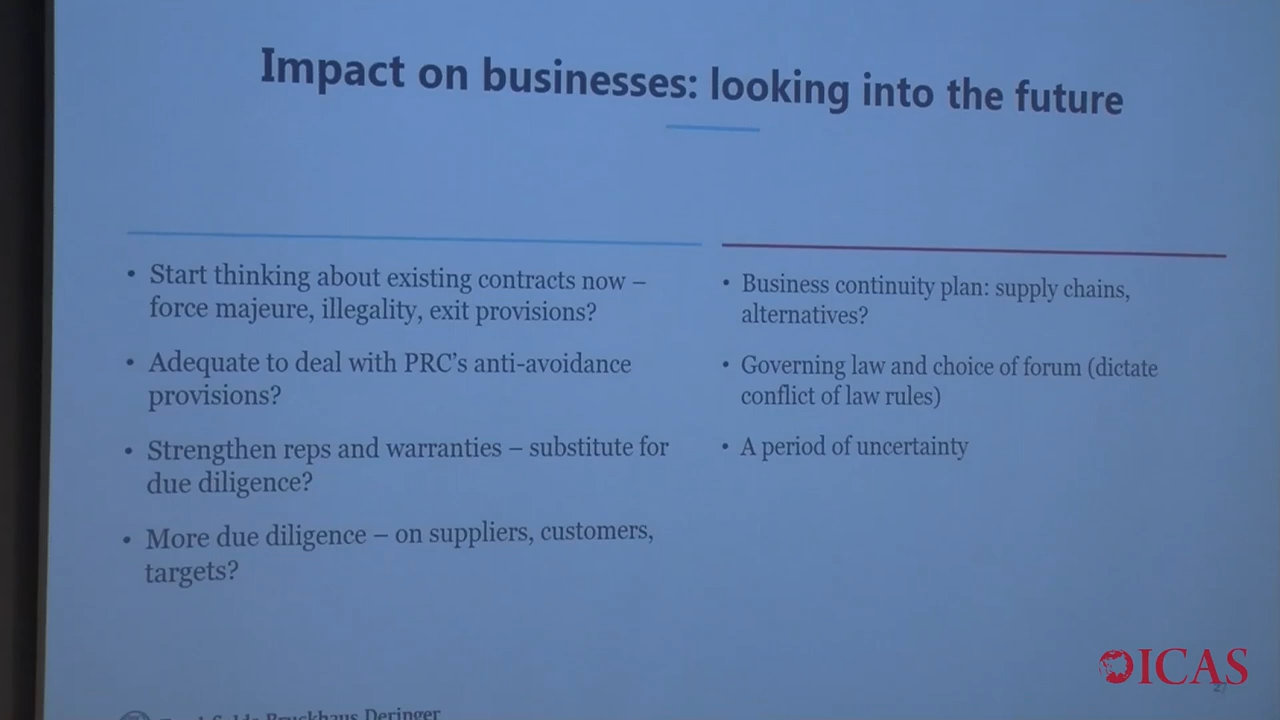 Impact on businesses: looking into the future
• Start thinking about existing contracts now –
force majeure, illegality, exit provisions?
• Adequate to deal with PRC's anti-avoidance
provisions?
• Strengthen reps and warranties – substitute for
due diligence?
• More due diligence – on suppliers, customers,
targets?
• Business continuity plan: supply chains,
alternatives?
• Governing law and choice of forum (dictate
conflict of law rules)
• A period of uncertainty
ICAS
Bruckhaus Deringer